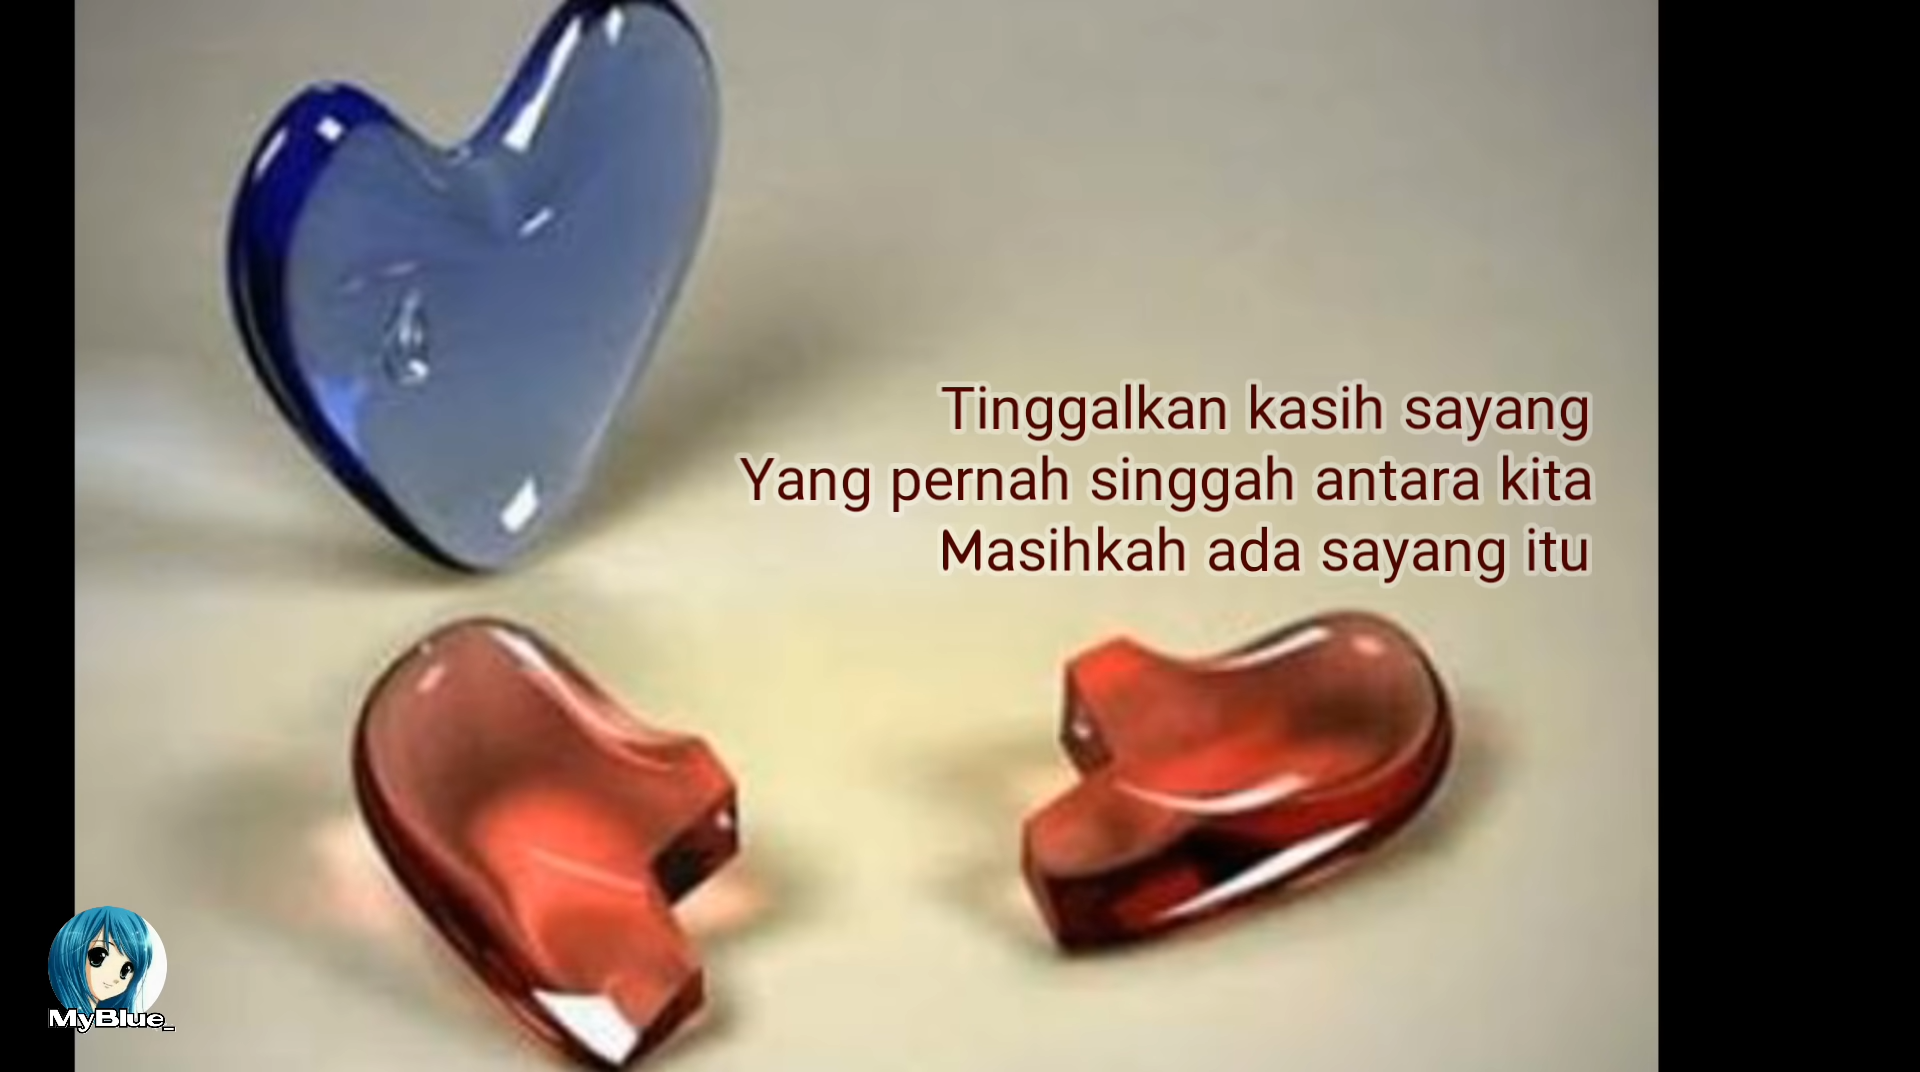 Tinggalkan kasih sayang
Yang pernah singgah antara kita
Masihkah ada sayang itu
MyBlue_